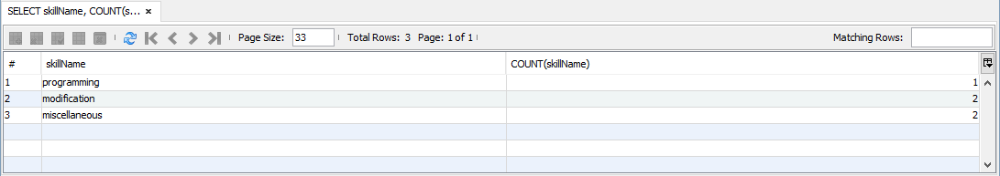 SELECT skillName, COUNT(s... ×
Page Size: 33 Total Rows: 3 Page: 1 of 1 Matching Rows:
# skillName COUNT(skillName)
1 programming 1
2 modification 2
3 miscellaneous 2